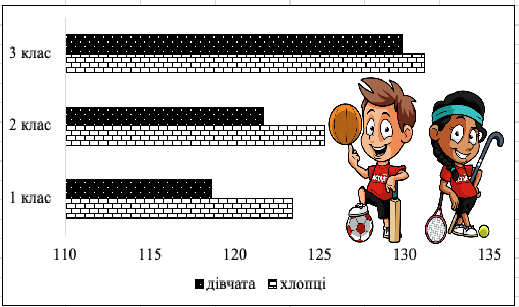 3 клас
2 клас
1 клас
110 115 120 125 130 135
дівчата хлопці